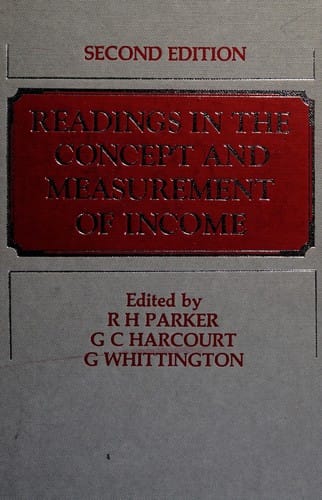 SECOND EDITION
READINGS IN THE
CONCEPT AND
MEASUREMENT
OF INCOME
Edited by
R H PARKER
G C HARCOURT
G WHITTINGTON